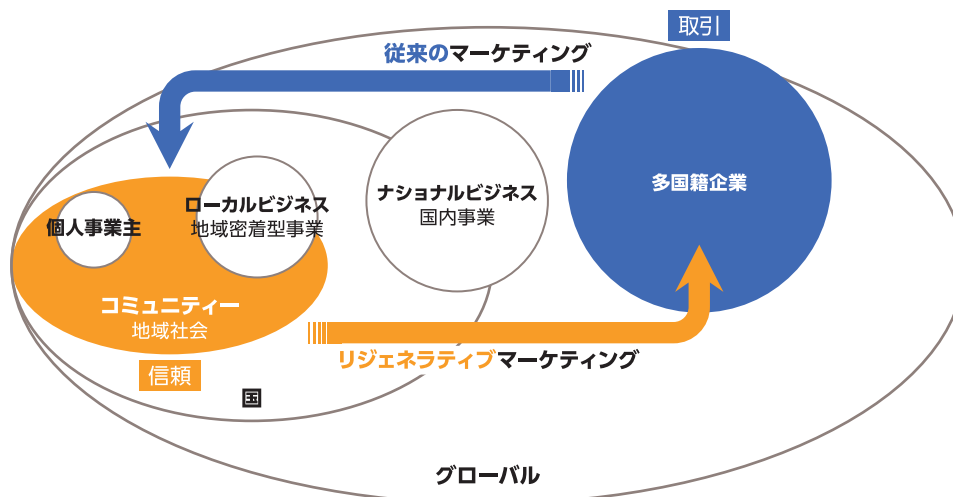 取引
従来のマーケティング
多国籍企業
ナショナルビジネス
国内事業
ローカルビジネス
地域密着型事業
個人事業主
コミュニティー
地域社会
リジェネラティブマーケティング
信頼
国
グローバル